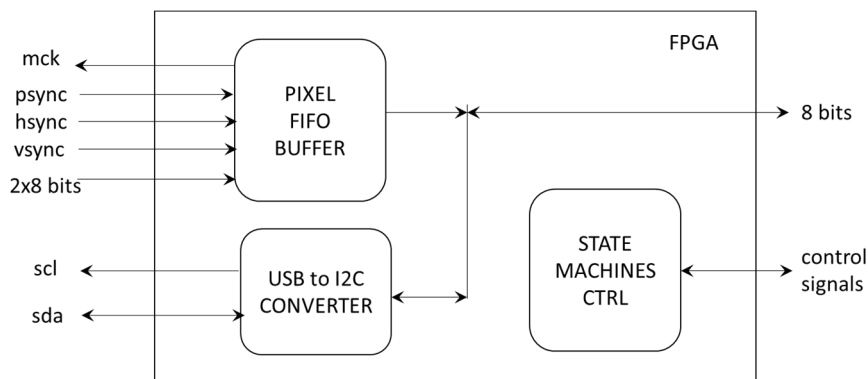 FPGA
mck
psync
hsync
vsync
2x8 bits
PIXEL
FIFO
BUFFER
8 bits
scl
sda
USB to I2C
CONVERTER
STATE
MACHINES
CTRL
control
signals